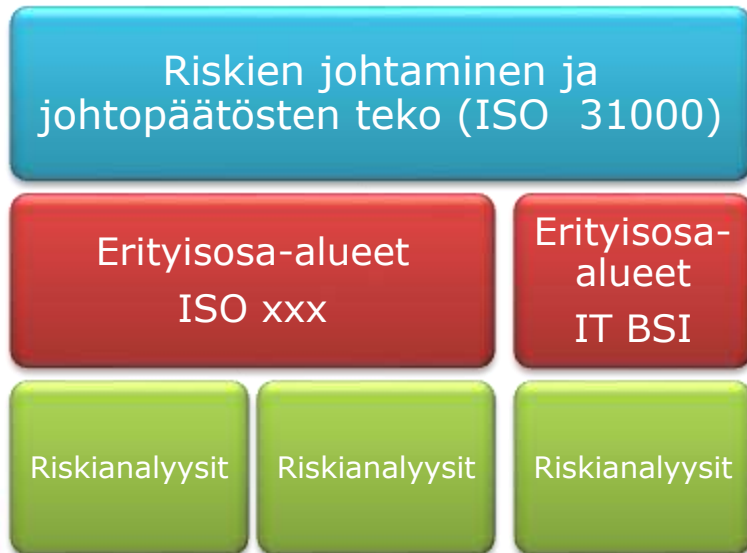 Riskien johtaminen ja
johtopäätösten teko (ISO 31000)
Erityisosa-alueet
ISO xxx
Erityisosa-
alueet
IT BSI
Riskianalyysit
Riskianalyysit
Riskianalyysit